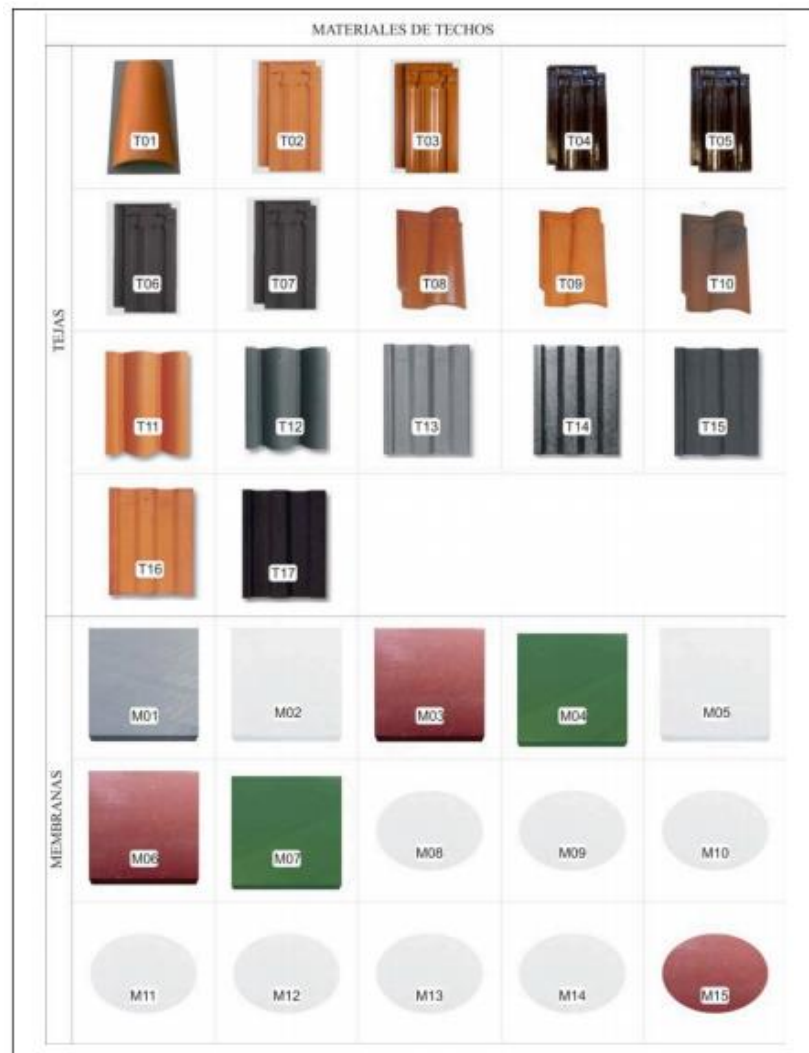 MATERIALES DE TECHOS
TEJAS
T01 T02 T03 T04 T05
T06 T07 T08 T09 T10
T11 T12 T13 T14 T15
T16 T17
MEMBRANAS
M01 M02 M03 M04 M05
M06 M07 M08 M09 M10
M11 M12 M13 M14 M15